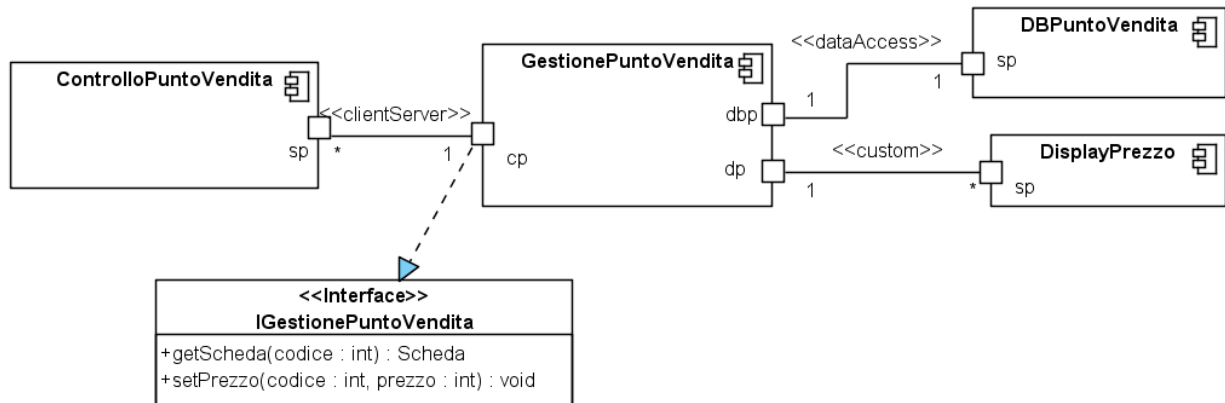 ControlloPuntoVendita
sp
<<clientServer>>
*
1
GestionePuntoVendita
cp
dbp
dp
<<dataAccess>>
1
1
DBPuntoVendita
sp
<<custom>>
1
*
DisplayPrezzo
sp
<<Interface>>
IGestionePuntoVendita
+getScheda(codice : int) : Scheda
+setPrezzo(codice : int, prezzo : int) : void